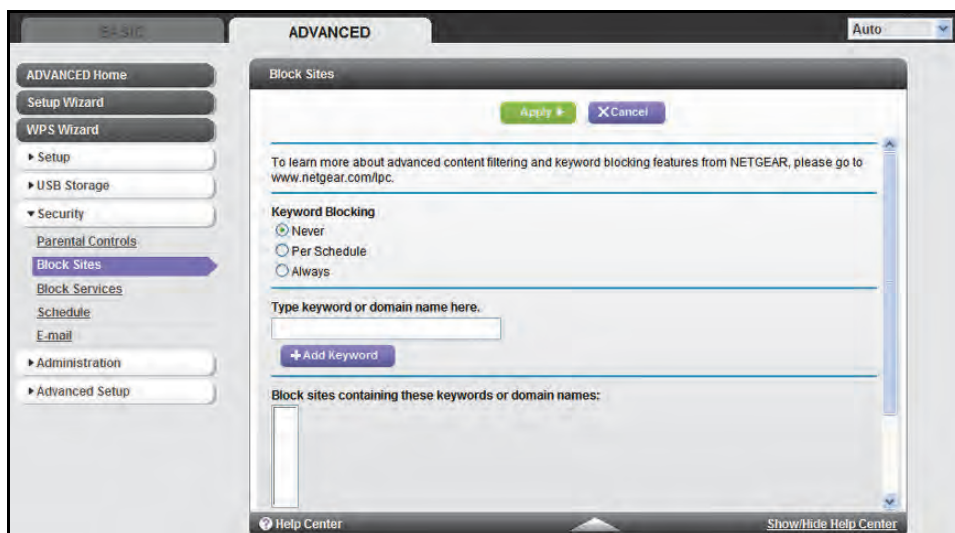 BASIC
ADVANCED
Auto
ADVANCED Home
Setup Wizard
WPS Wizard
Setup
USB Storage
Security
Parental Controls
Block Sites
Block Services
Schedule
E-mail
Administration
Advanced Setup
Block Sites
Apply
Cancel
To learn more about advanced content filtering and keyword blocking features from NETGEAR, please go to
www.netgear.com/lpc.
Keyword Blocking
Never
Per Schedule
Always
Type keyword or domain name here.
Add Keyword
Block sites containing these keywords or domain names:
Help Center
Show/Hide Help Center